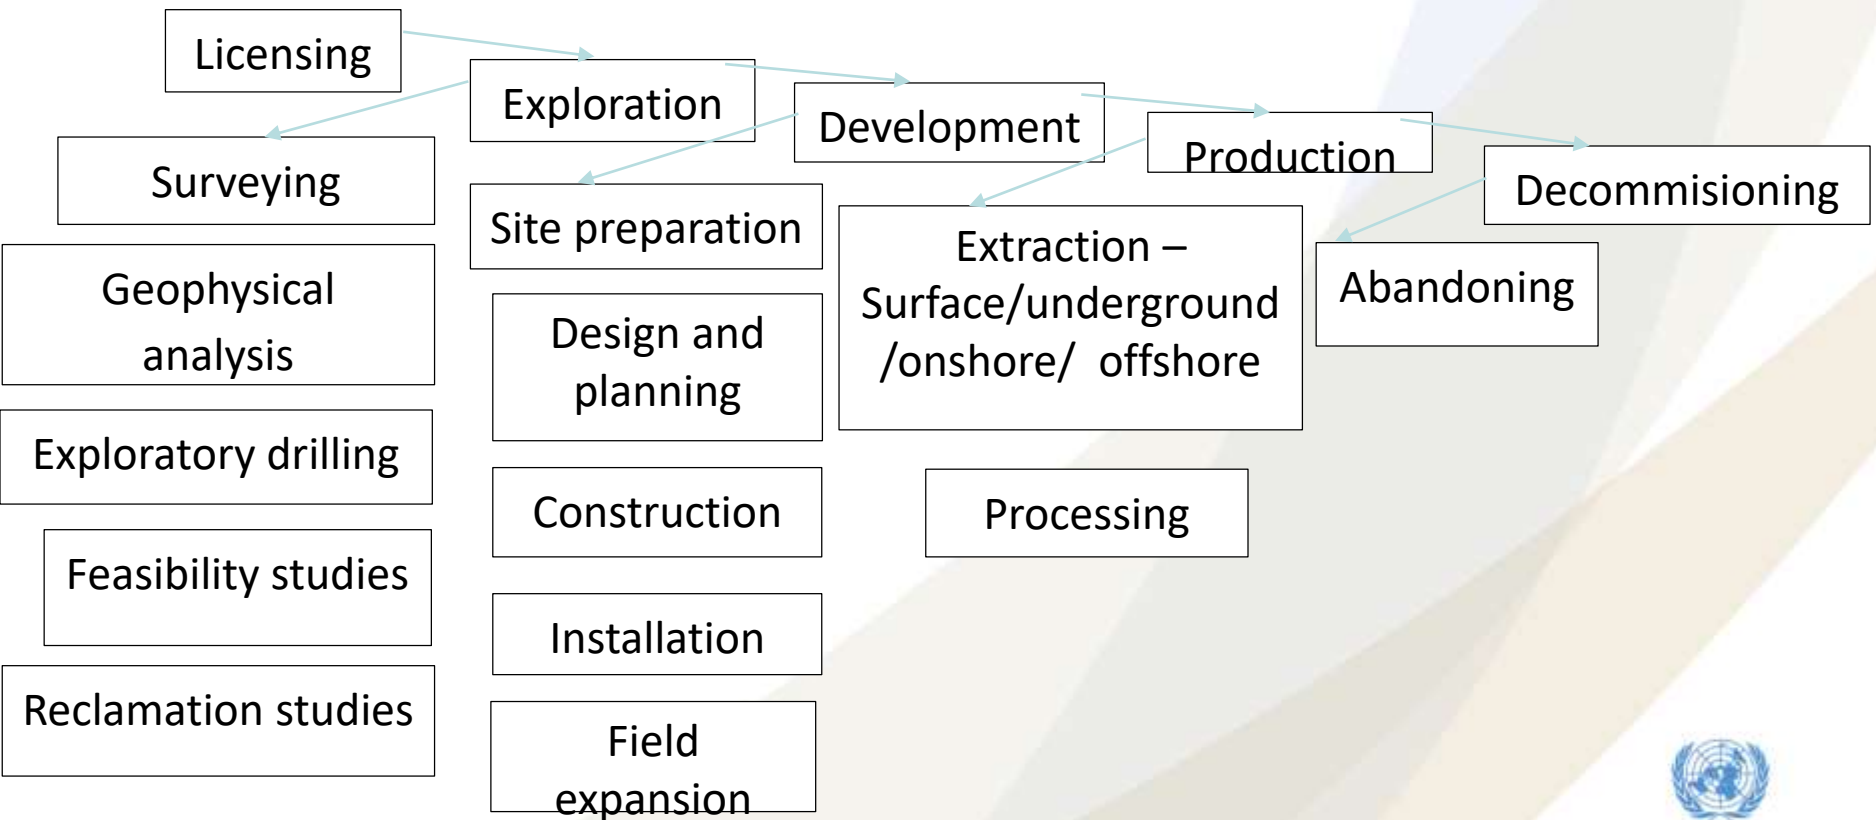 Licensing
Exploration
Development
Production
Decommisioning
Surveying
Geophysical
analysis
Exploratory drilling
Feasibility studies
Reclamation studies
Site preparation
Design and
planning
Construction
Installation
Field
expansion
Extraction –
Surface/underground
/onshore/ offshore
Processing
Abandoning